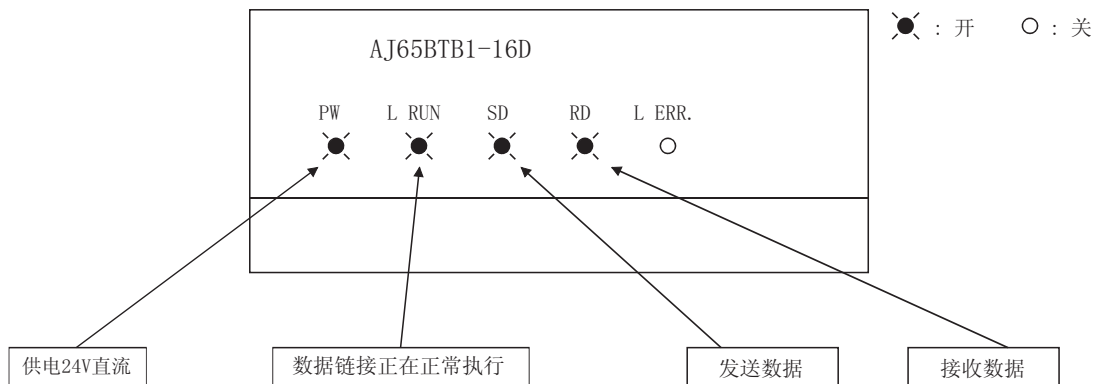 : 开 : 关
AJ65BTB1-16D
PW L RUN SD RD L ERR.
供电24V直流 数据链接正在正常执行 发送数据 接收数据